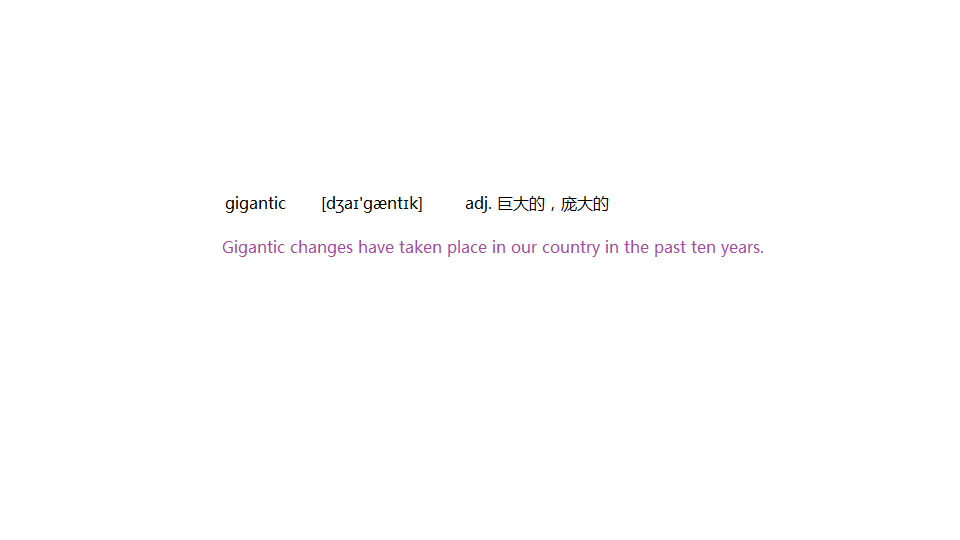 gigantic [dʒaɪ'gæntɪk] adj. 巨大的，庞大的
Gigantic changes have taken place in our country in the past ten years.